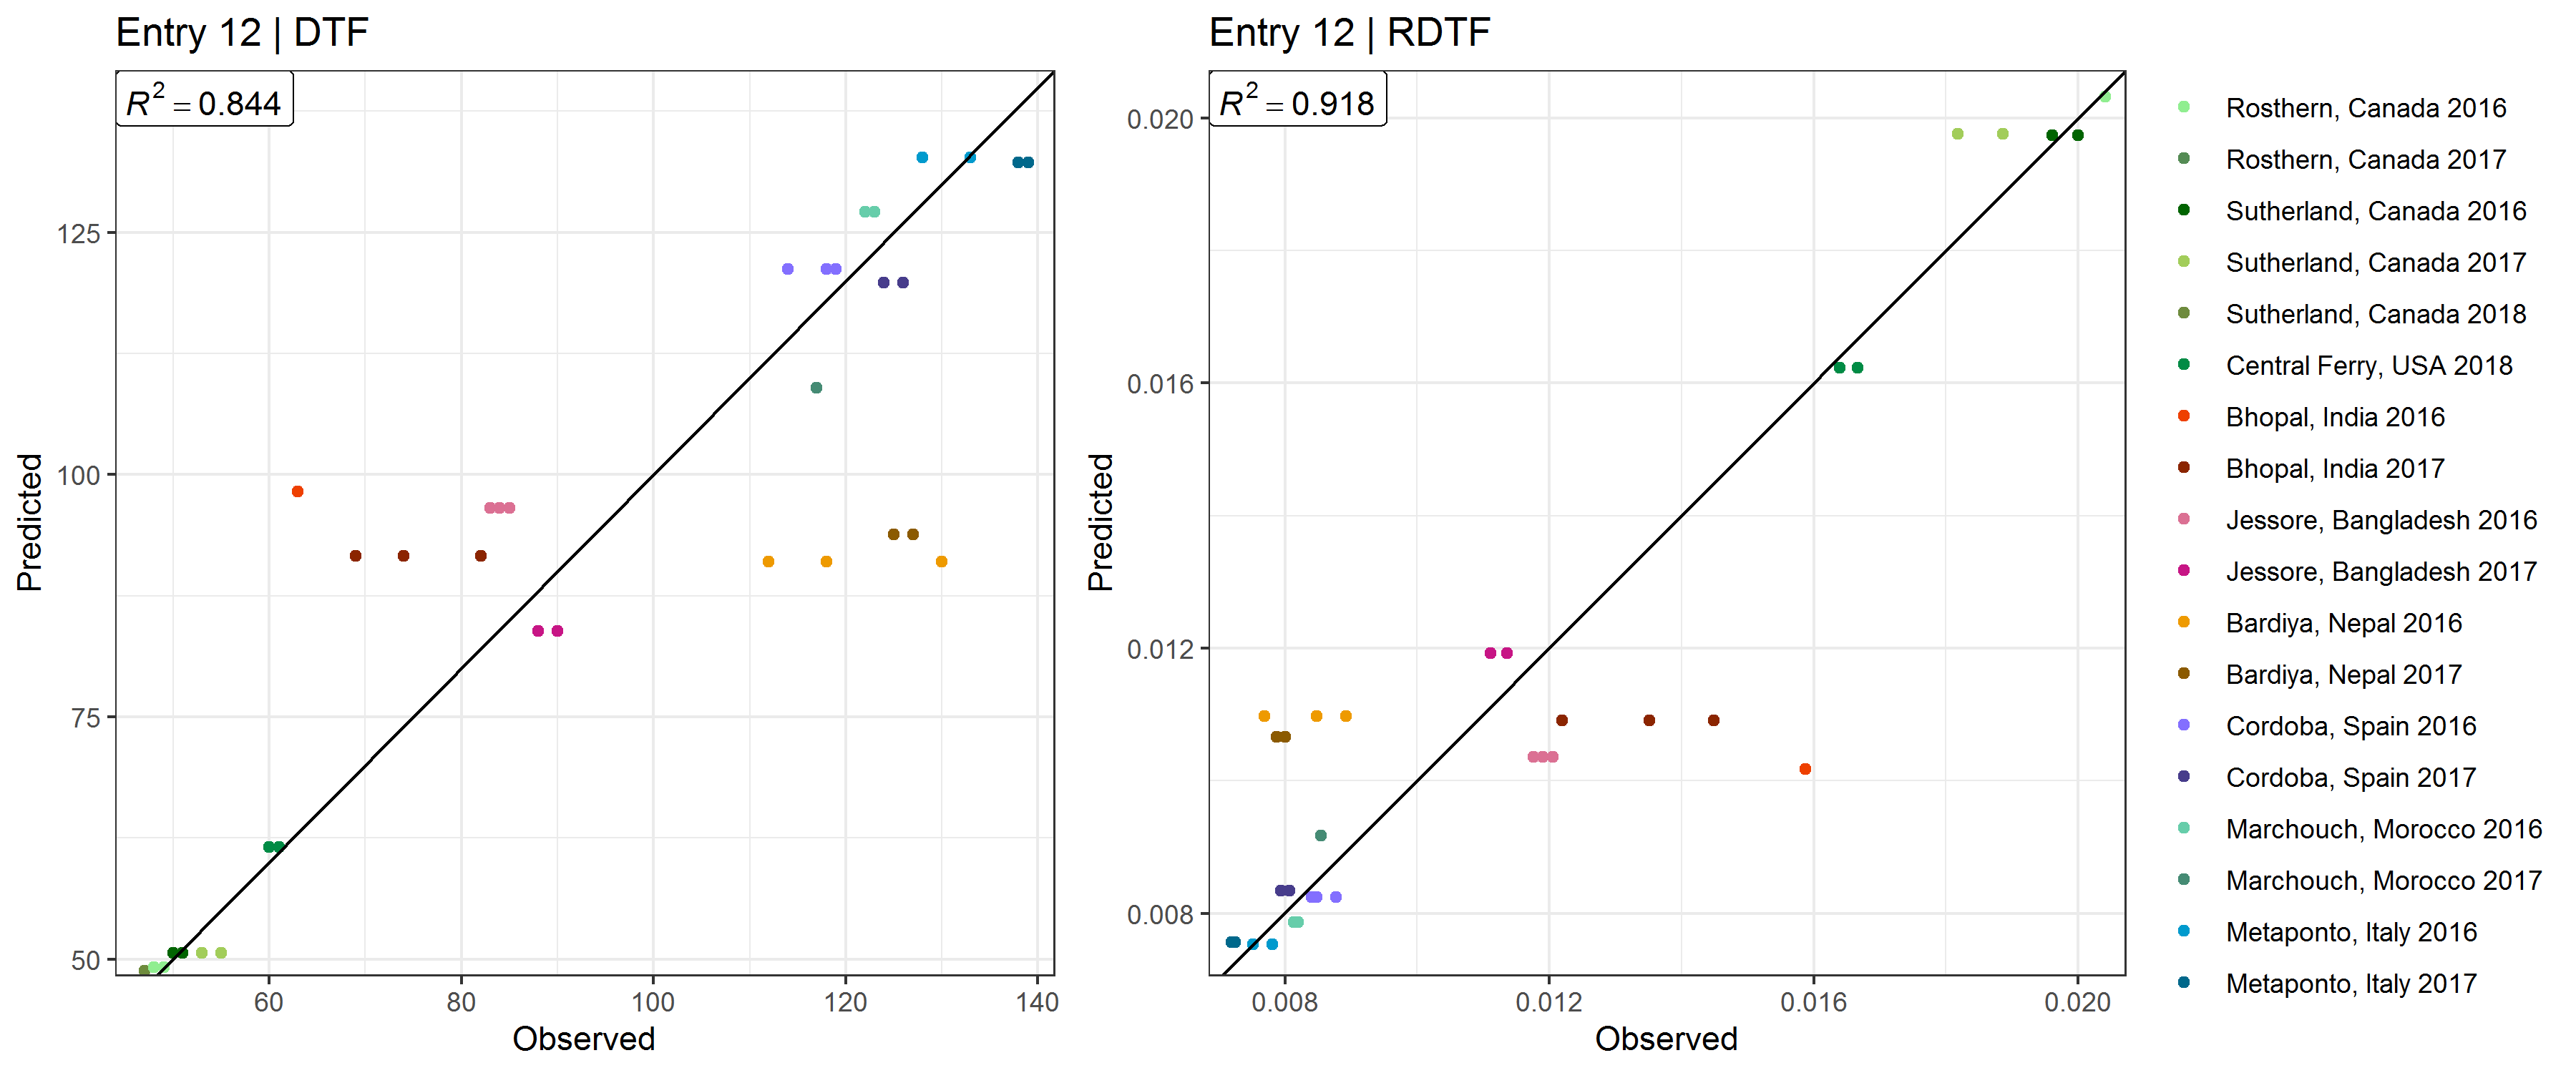 Entry 12 | DTF
R² = 0.844
125
100
75
50
60 80 100 120 140
Observed
Predicted
Entry 12 | RDTF
R² = 0.918
0.020
0.016
0.012
0.008
0.008 0.012 0.016 0.020
Observed
Predicted
Rosthern, Canada 2016
Rosthern, Canada 2017
Sutherland, Canada 2016
Sutherland, Canada 2017
Sutherland, Canada 2018
Central Ferry, USA 2018
Bhopal, India 2016
Bhopal, India 2017
Jessore, Bangladesh 2016
Jessore, Bangladesh 2017
Bardiya, Nepal 2016
Bardiya, Nepal 2017
Cordoba, Spain 2016
Cordoba, Spain 2017
Marchouch, Morocco 2016
Marchouch, Morocco 2017
Metaponto, Italy 2016
Metaponto, Italy 2017